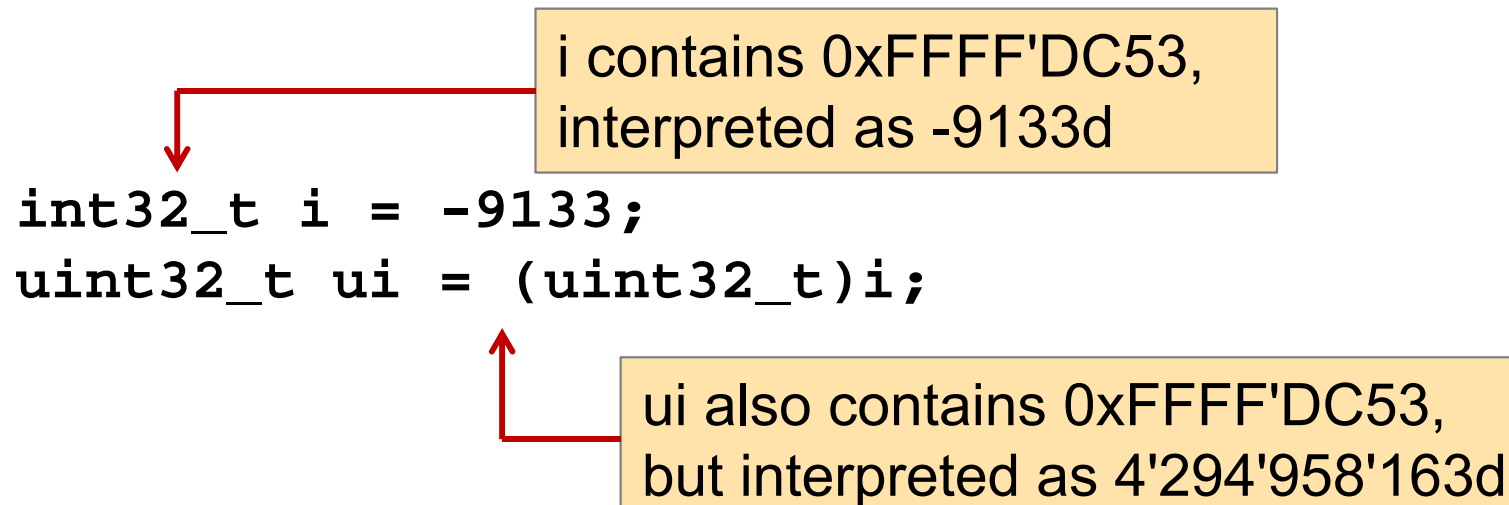 i contains 0xFFFF'DC53,
interpreted as -9133d
int32_t i = -9133;
uint32_t ui = (uint32_t)i;
ui also contains 0xFFFF'DC53,
but interpreted as 4'294'958'163d